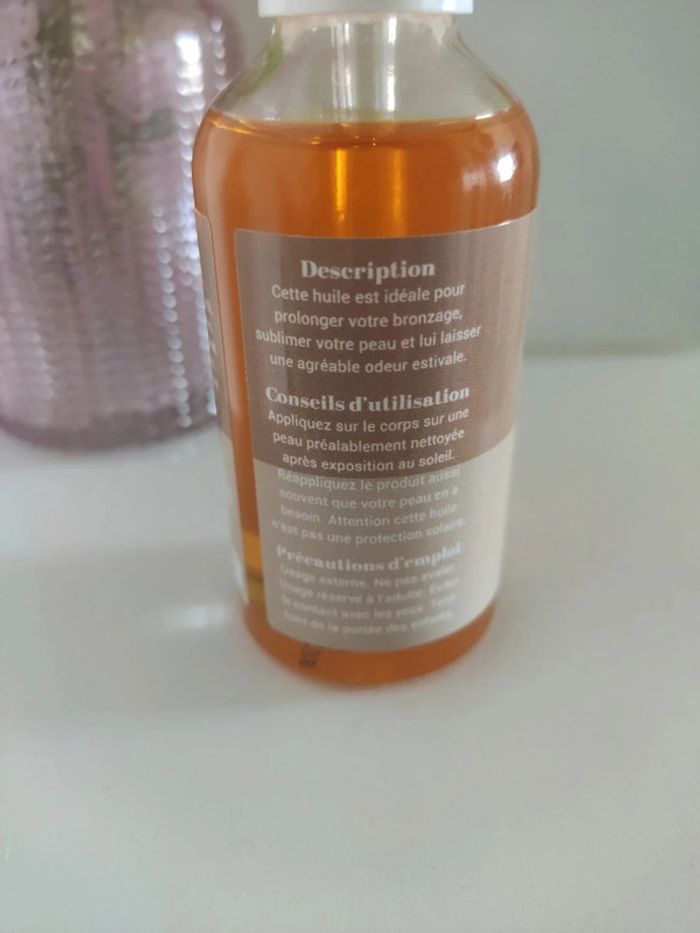 Description
Cette huile est idéale pour
prolonger votre bronzage,
sublimer votre peau et lui laisser
une agréable odeur estivale.
Conseils d'utilisation
Appliquez sur le corps sur une
peau préalablement nettoyée
après exposition au soleil.
Réappliquez le produit aussi
souvent que votre peau en a
besoin. Attention cette huile
n'est pas une protection solaire.
Précautions d'emploi
Usage externe. Ne pas avaler.
Usage réservé à l'adulte. Eviter
le contact avec les yeux. Tenir
hors de la portée des enfants.